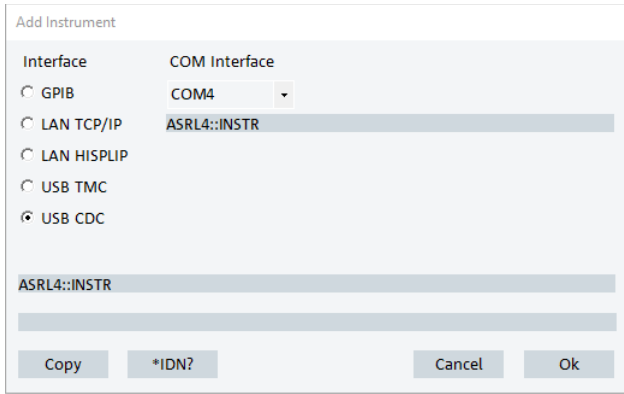 Add Instrument
Interface
COM Interface
GPIB
COM4
LAN TCP/IP
ASRL4::INSTR
LAN HISPLIP
USB TMC
USB CDC
ASRL4::INSTR
Copy
*IDN?
Cancel
Ok